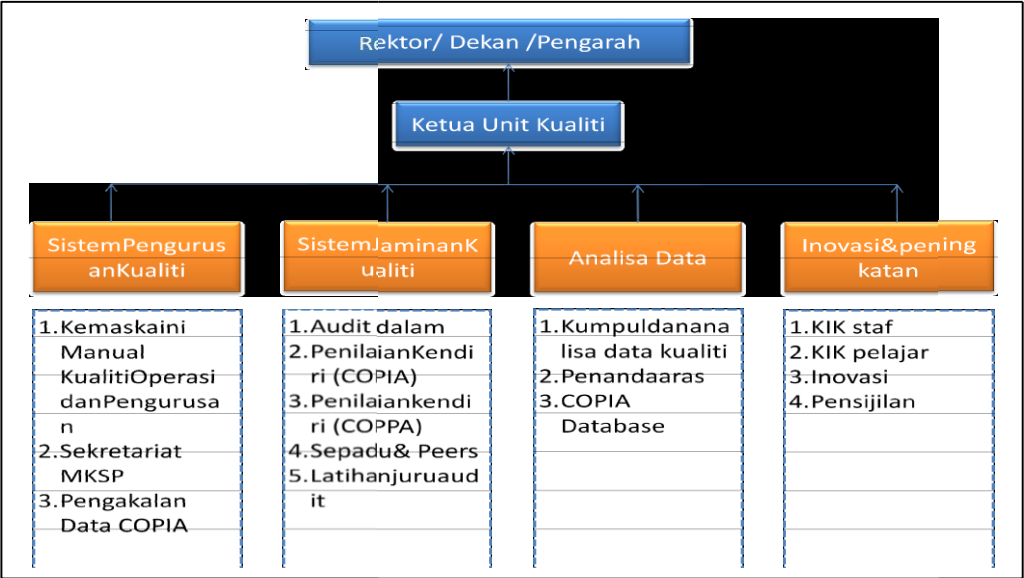 Rektor/ Dekan /Pengarah
Ketua Unit Kualiti
SistemPengurus
anKualiti
SistemJaminanK
ualiti
Analisa Data
Inovasi&pening
katan
1.Kemaskaini
Manual
KualitiOperasi
danPengurusa
n
2.Sekretariat
MKSP
3.Pengakalan
Data COPIA
1.Audit dalam
2.PenilaianKendi
ri (COPIA)
3.Penilaiankendi
ri (COPPA)
4.Sepadu& Peers
5.Latihanjuruaud
it
1.Kumpuldanana
lisa data kualiti
2.Penandaaras
3.COPIA
Database
1.KIK staf
2.KIK pelajar
3.Inovasi
4.Pensijilan